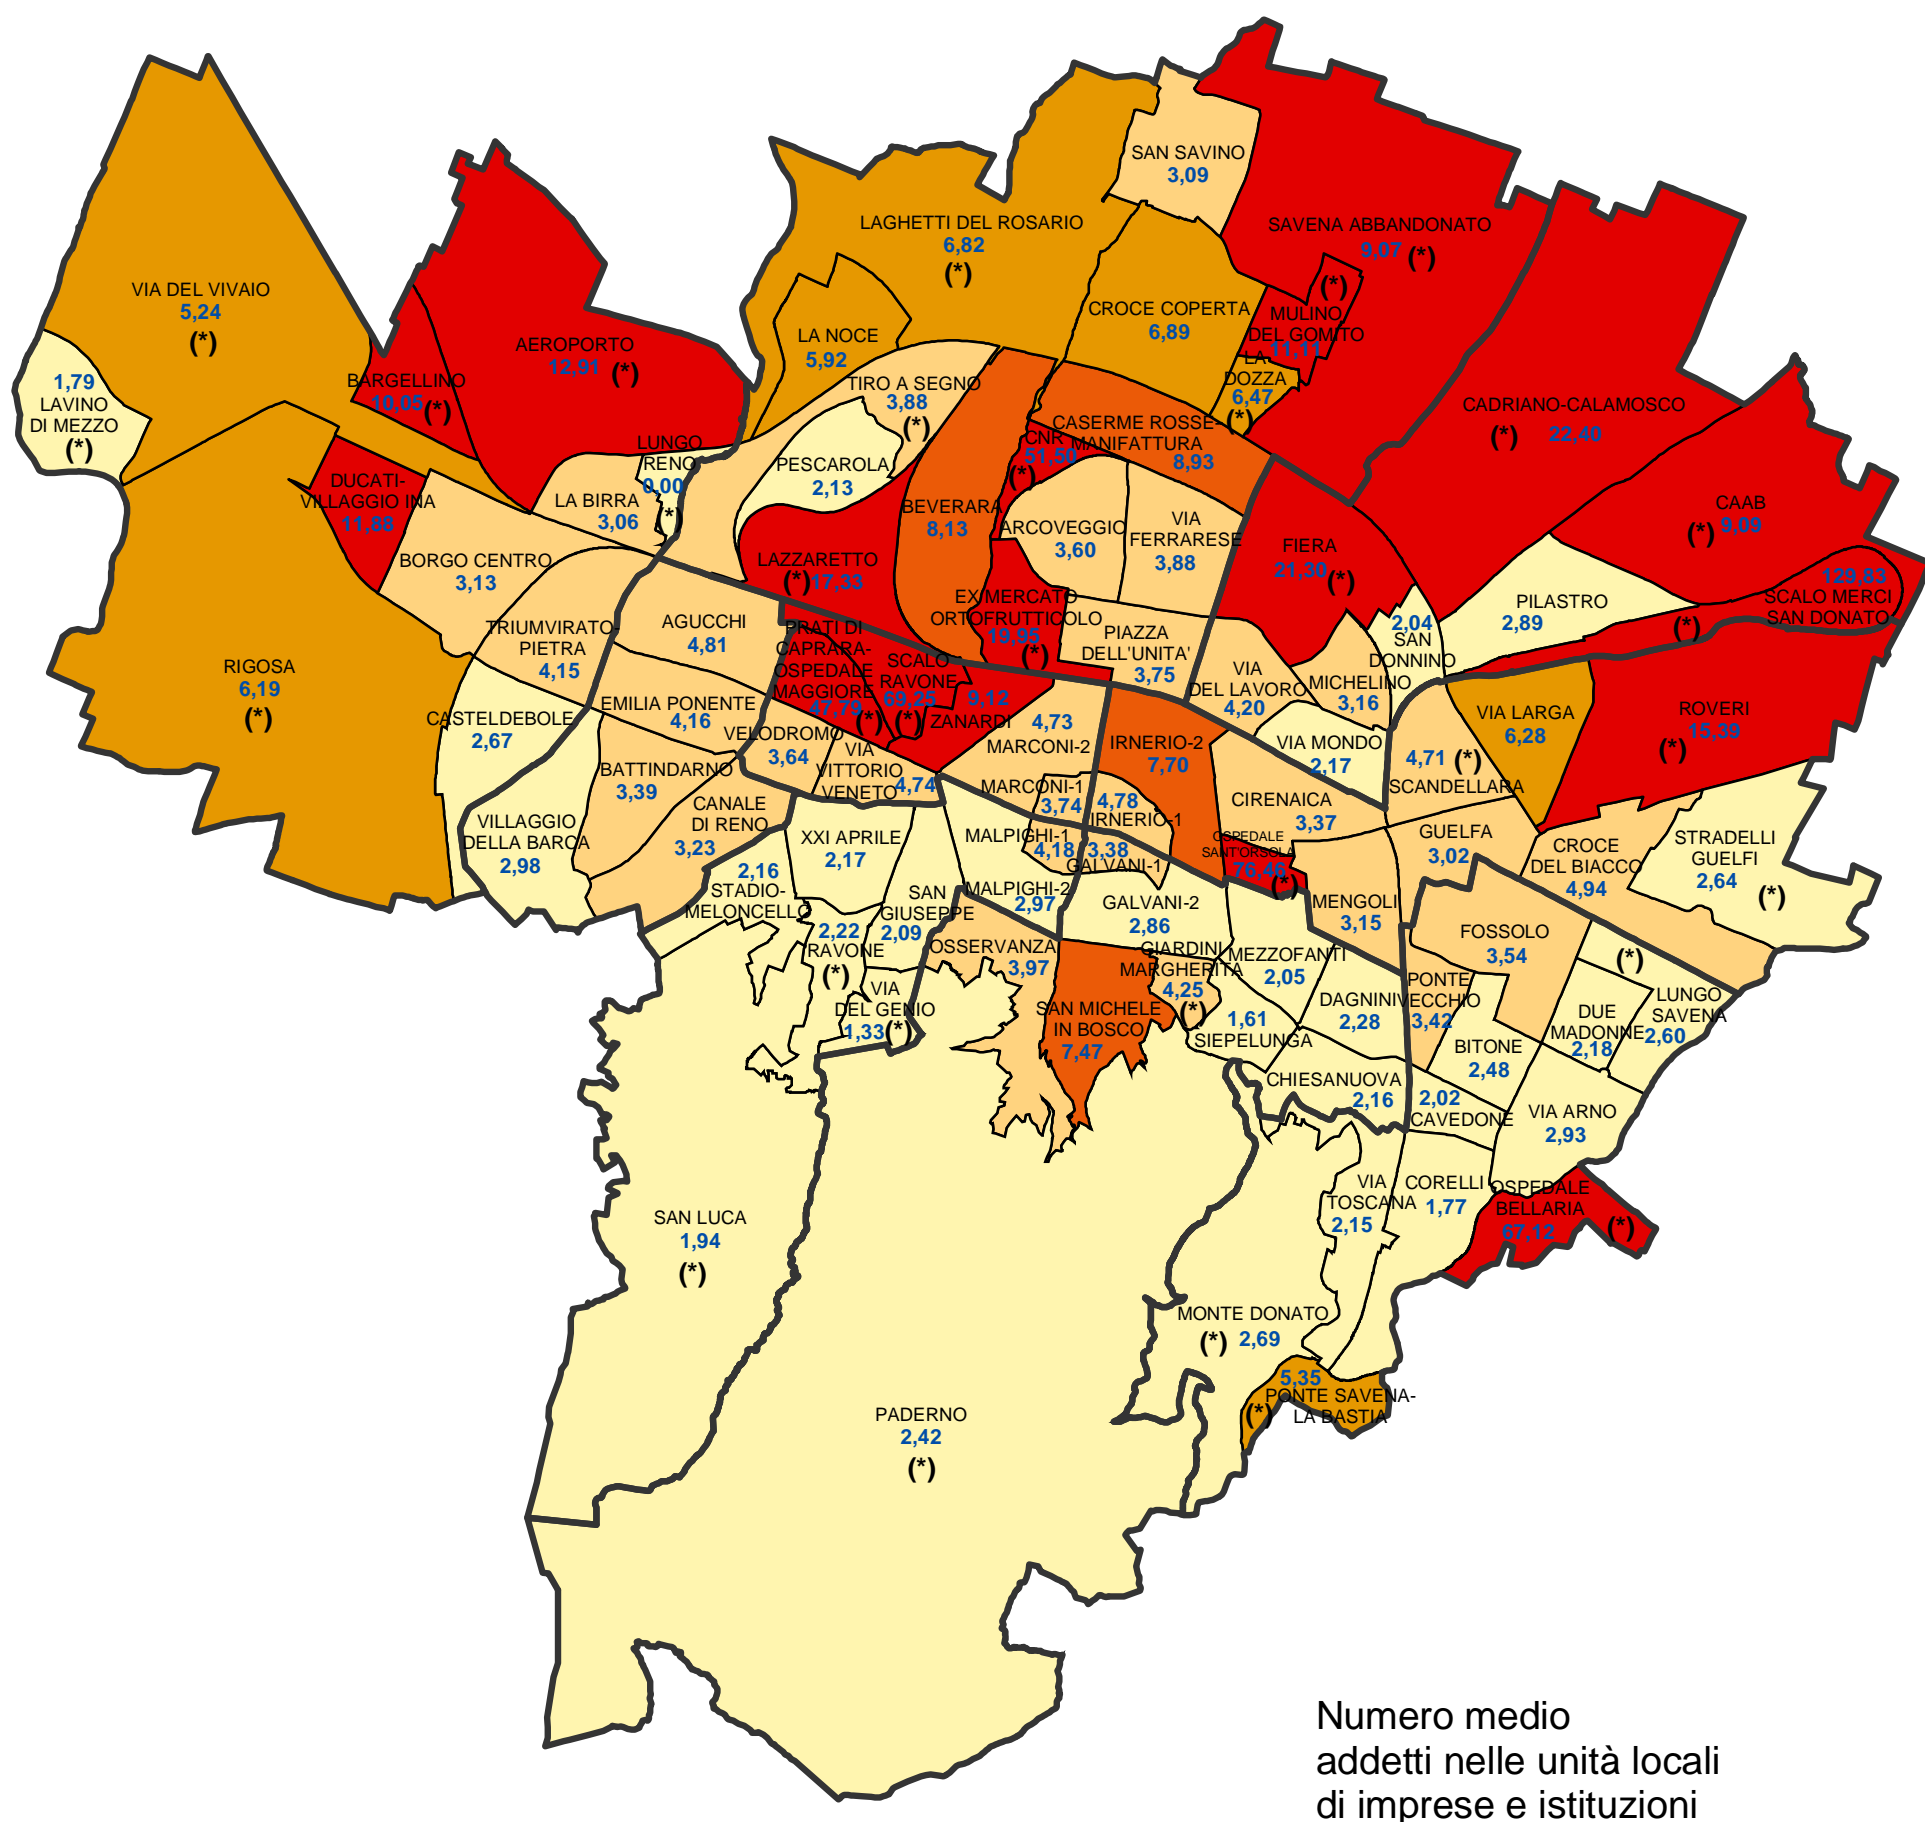 SAN SAVINO
3,09
SAVENA ABBANDONATO
9,07 (*)
LAGHETTI DEL ROSARIO
6,82
(*)
VIA DEL VIVAIO
5,24
(*)
CROCE COPERTA
6,89
(*)
MULINO
DEL GOMITO
11,11
LA NOCE
5,92
AEROPORTO
12,91 (*)
BARGELLINO
10,05 (*)
1,79
LAVINO
DI MEZZO
(*)
TIRO A SEGNO
3,88
(*)
LA
DOZZA
6,47
(*)
CADRIANO-CALAMOSCO
(*) 22,40
CASERME ROSSE-
MANIFATTURA
8,93
CNR
51,50
(*)
LUNGO
RENO
0,00
(*)
PESCAROLA
2,13
DUCATI-
VILLAGGIO INA
11,88
LA BIRRA
3,06
BEVERARA
8,13
ARCOVEGGIO
3,60
VIA
FERRARESE
3,88
CAAB
(*) 9,09
FIERA
21,30 (*)
BORGO CENTRO
3,13
LAZZARETTO
(*) 17,33
129,83
SCALO MERCI
SAN DONATO
(*)
EX MERCATO
ORTOFRUTTICOLO
19,95
(*)
PILASTRO
2,89
AGUCCHI
4,81
TRIUMVIRATO-
PIETRA
4,15
PRATI DI
CAPRARA-
OSPEDALE
MAGGIORE
47,79
(*)
SCALO
RAVONE
69,25
(*)
PIAZZA
DELL'UNITA'
3,75
2,04
SAN
DONNINO
RIGOSA
6,19
(*)
VIA
DEL LAVORO
4,20
MICHELINO
3,16
9,12
ZANARDI
EMILIA PONENTE
4,16
VIA LARGA
6,28
ROVERI
(*) 15,39
CASTELDEBOLE
2,67
VELODROMO
3,64
VIA
VITTORIO
VENETO
4,74
4,73
MARCONI-2
IRNERIO-2
7,70
VIA MONDO
2,17
4,71 (*)
SCANDELLARA
BATTINDARNO
3,39
MARCONI-1
3,74
4,78
IRNERIO-1
CIRENAICA
3,37
CANALE
DI RENO
3,23
VILLAGGIO
DELLA BARCA
2,98
XXI APRILE
2,17
MALPIGHI-1
4,18
3,38
GALVANI-1
OSPEDALE
SANT'ORSOLA
76,46
(*)
GUELFA
3,02
CROCE
DEL BIACCO
4,94
STRADELLI
GUELFI
2,64
(*)
2,16
STADIO-
MELONCELLO
SAN
GIUSEPPE
2,09
MALPIGHI-2
2,97
GALVANI-2
2,86
MENGOLI
3,15
FOSSOLO
3,54
2,22
RAVONE
(*)
OSSERVANZA
3,97
GIARDINI
MARGHERITA
4,25
(*)
MEZZOFANTI
2,05
(*)
VIA
DEL GENIO
1,33 (*)
DAGNINI
2,28
PONTE
VECCHIO
3,42
DUE
MADONNE
2,18
LUNGO
SAVENA
2,60
SAN MICHELE
IN BOSCO
7,47
1,61
SIEPELUNGA
BITONE
2,48
CHIESANUOVA
2,16
2,02
CAVEDONE
VIA ARNO
2,93
VIA
TOSCANA
2,15
CORELLI
1,77
OSPEDALE
BELLARIA
67,12
(*)
SAN LUCA
1,94
(*)
MONTE DONATO
(*) 2,69
5,35
PONTE SAVENA-
LA BASTIA
(*)
PADERNO
2,42
(*)
Numero medio
addetti nelle unità locali
di imprese e istituzioni